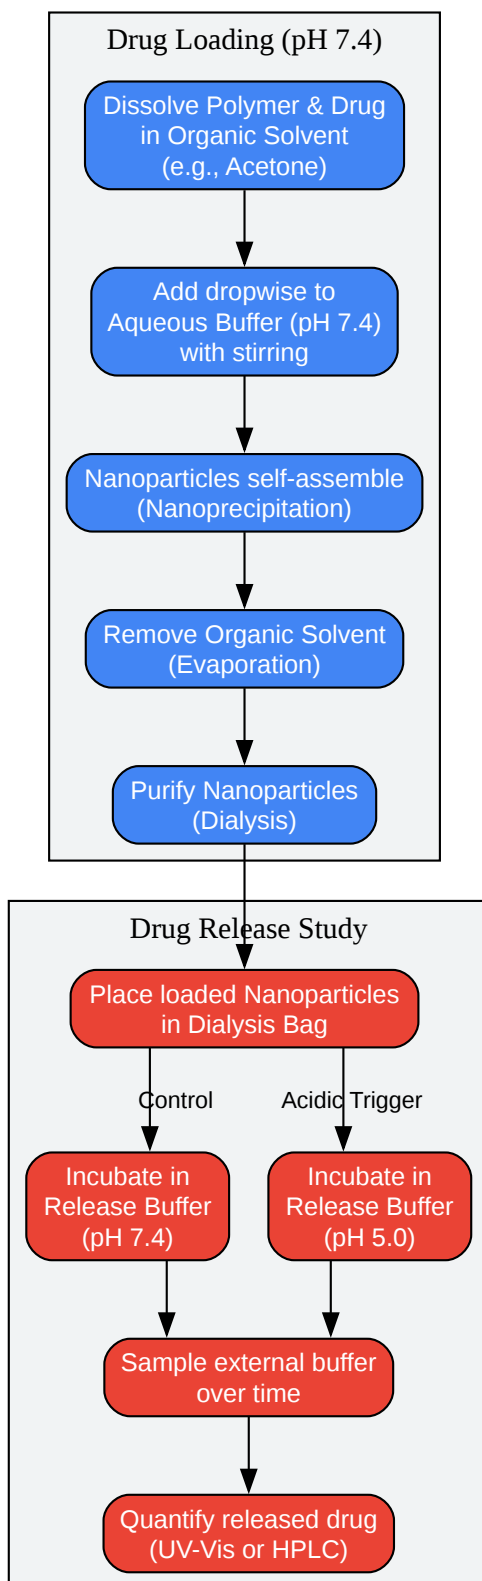 Drug Loading (pH 7.4)
Dissolve Polymer & Drug
in Organic Solvent
(e.g., Acetone)
Add dropwise to
Aqueous Buffer (pH 7.4)
with stirring
Nanoparticles self-assemble
(Nanoprecipitation)
Remove Organic Solvent
(Evaporation)
Purify Nanoparticles
(Dialysis)
Drug Release Study
Place loaded Nanoparticles
in Dialysis Bag
Control
Acidic Trigger
Incubate in
Release Buffer
(pH 7.4)
Incubate in
Release Buffer
(pH 5.0)
Sample external buffer
over time
Quantify released drug
(UV-Vis or HPLC)